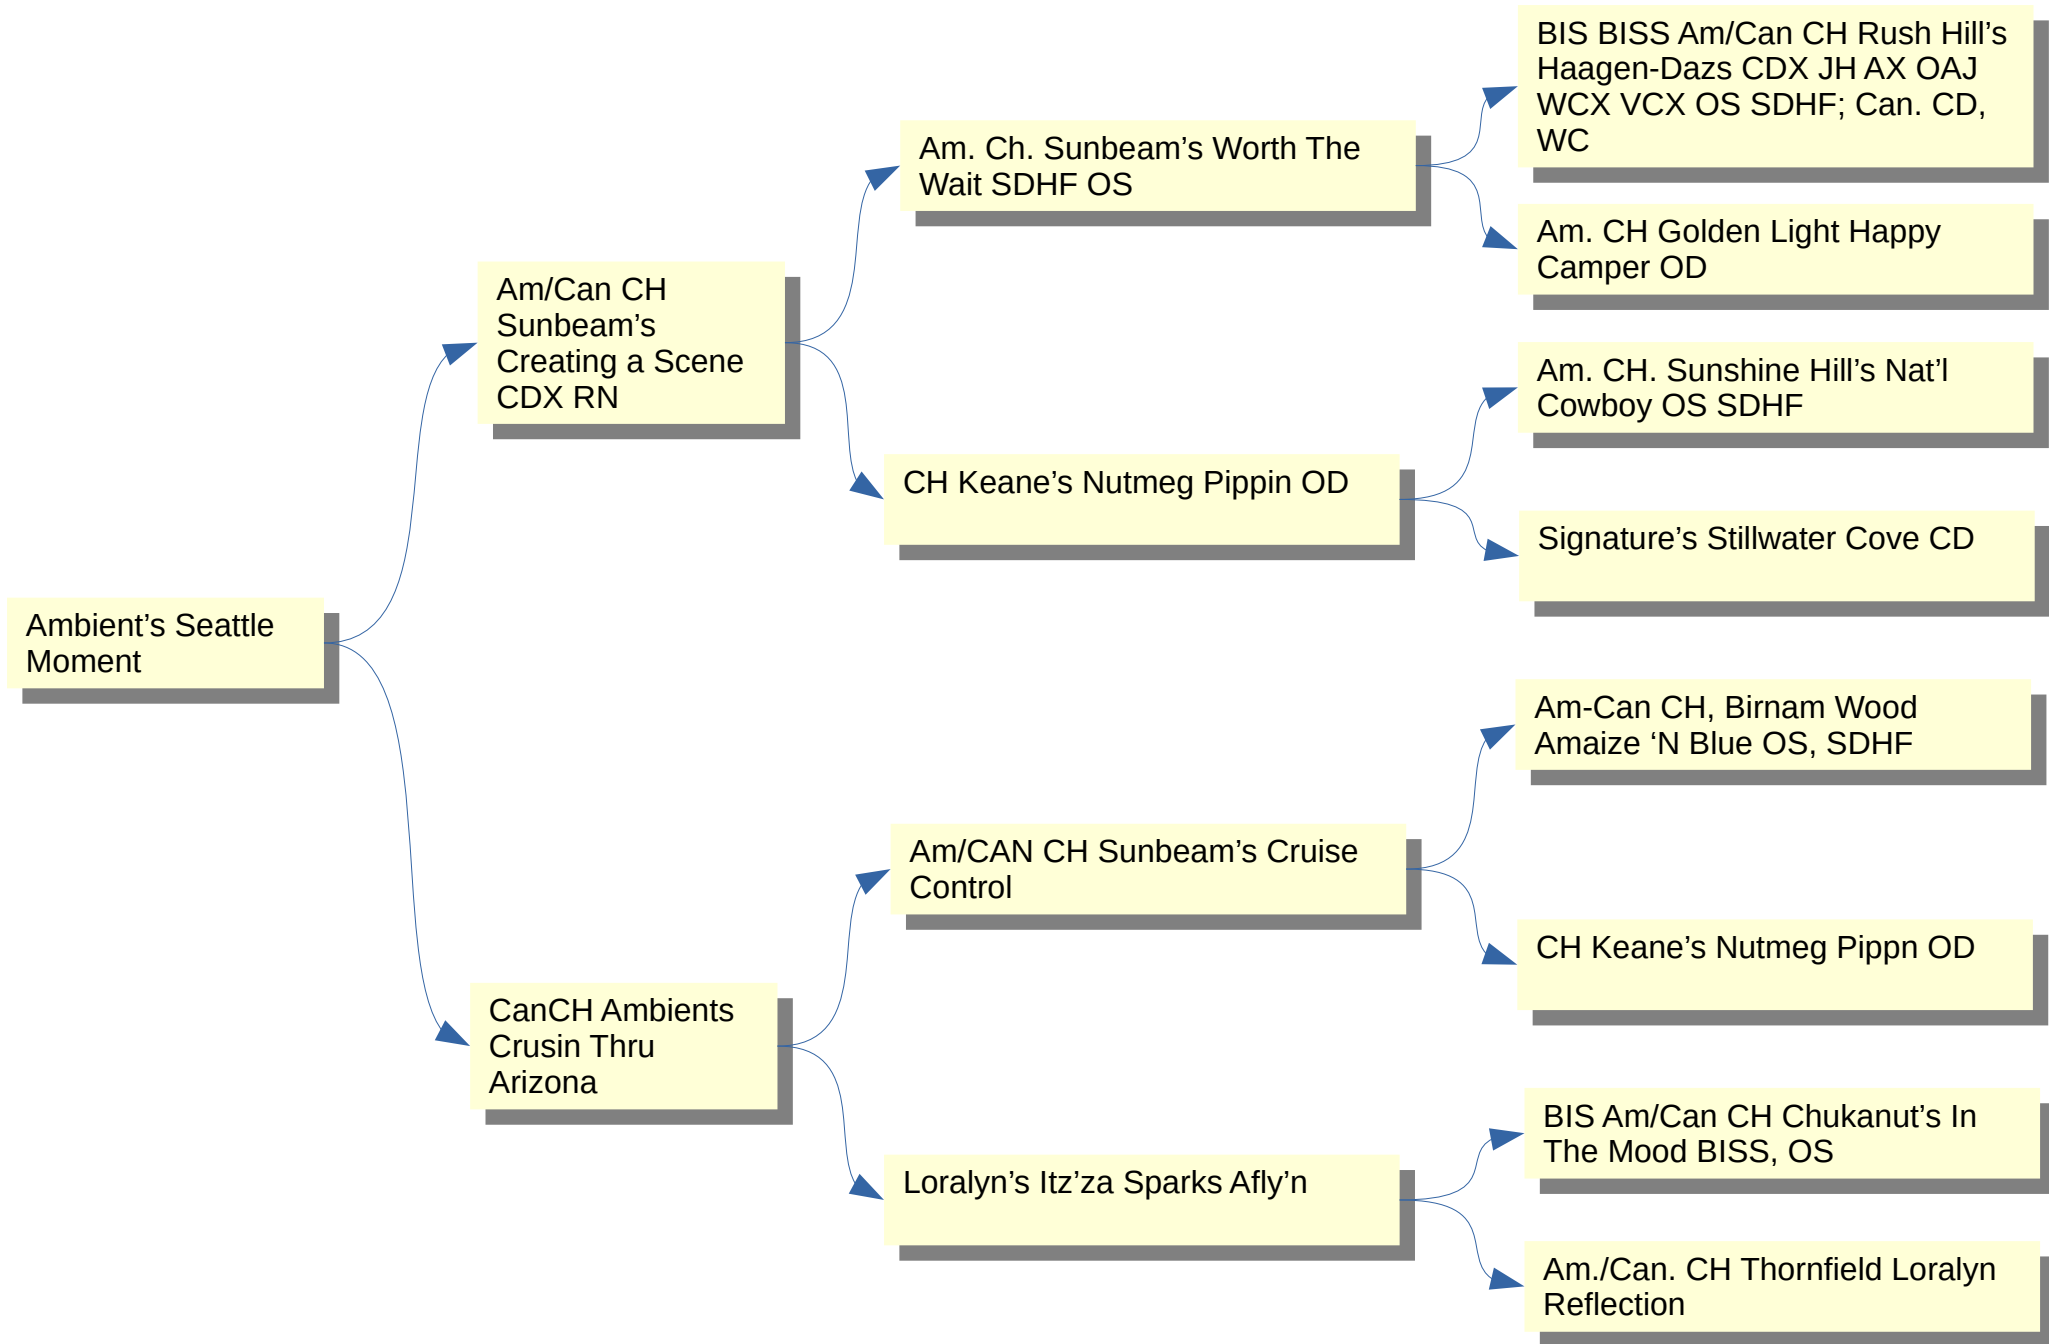 BIS BISS Am/Can CH Rush Hill’s
Haagen-Dazs CDX JH AX OAJ
WCX VCX OS SDHF; Can. CD,
WC
Am. Ch. Sunbeam’s Worth The
Wait SDHF OS
Am. CH Golden Light Happy
Camper OD
Am/Can CH
Sunbeam’s
Creating a Scene
CDX RN
Am. CH. Sunshine Hill’s Nat’l
Cowboy OS SDHF
CH Keane’s Nutmeg Pippin OD
Signature’s Stillwater Cove CD
Ambient’s Seattle
Moment
Am-Can CH, Birnam Wood
Amaize ‘N Blue OS, SDHF
Am/CAN CH Sunbeam’s Cruise
Control
CH Keane’s Nutmeg Pippn OD
CanCH Ambients
Crusin Thru
Arizona
BIS Am/Can CH Chukanut’s In
The Mood BISS, OS
Loralyn’s Itz’za Sparks Afly’n
Am./Can. CH Thornfield Loralyn
Reflection